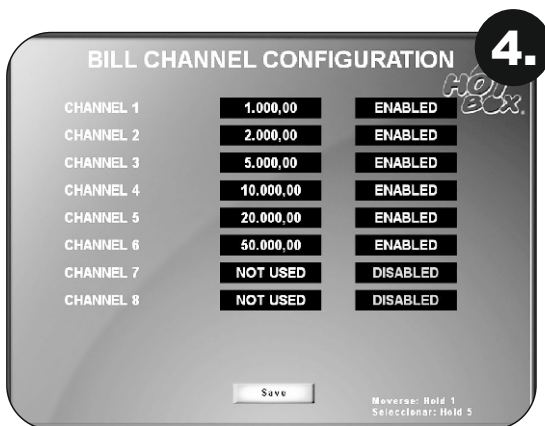 4.
BILL CHANNEL CONFIGURATION
HOT
BOX.
CHANNEL 1 1.000,00 ENABLED
CHANNEL 2 2.000,00 ENABLED
CHANNEL 3 5.000,00 ENABLED
CHANNEL 4 10.000,00 ENABLED
CHANNEL 5 20.000,00 ENABLED
CHANNEL 6 50.000,00 ENABLED
CHANNEL 7 NOT USED DISABLED
CHANNEL 8 NOT USED DISABLED
Save
Moverse: Hold 1
Seleccionar: Hold 5